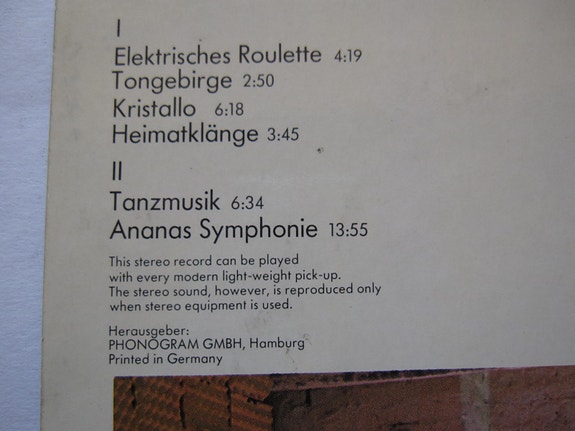 I
Elektrisches Roulette 4:19
Tongebirge 2:50
Kristallo 6:18
Heimatklänge 3:45
II
Tanzmusik 6:34
Ananas Symphonie 13:55
This stereo record can be played
with every modern light-weight pick-up.
The stereo sound, however, is reproduced only
when stereo equipment is used.
Herausgeber:
PHONOGRAM GMBH, Hamburg
Printed in Germany